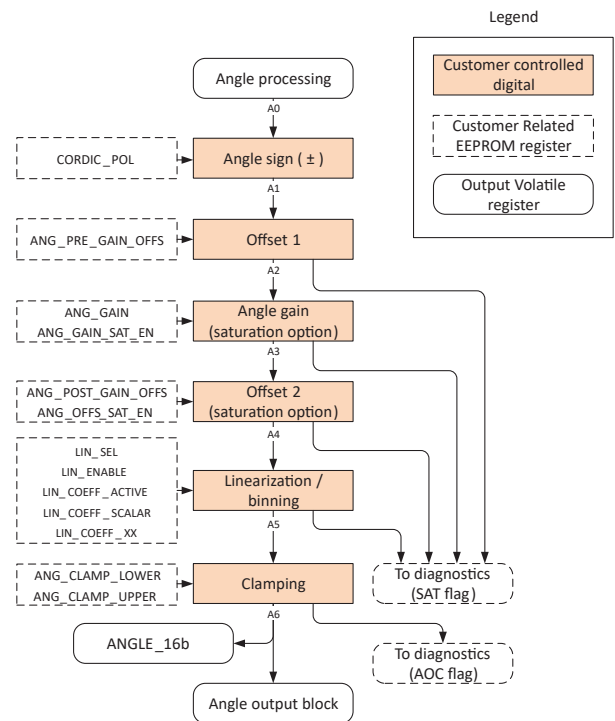 Legend
Customer controlled
digital
Customer Related
EEPROM register
Output Volatile
register
Angle processing
A0
CORDIC_POL
Angle sign ( ± )
A1
ANG_PRE_GAIN_OFFS
Offset 1
A2
ANG_GAIN
ANG_GAIN_SAT_EN
Angle gain
(saturation option)
A3
ANG_POST_GAIN_OFFS
ANG_OFFS_SAT_EN
Offset 2
(saturation option)
A4
LIN_SEL
LIN_ENABLE
LIN_COEFF_ACTIVE
LIN_COEFF_SCALAR
LIN_COEFF_XX
Linearization /
binning
A5
ANG_CLAMP_LOWER
ANG_CLAMP_UPPER
Clamping
To diagnostics
(SAT flag)
A6
ANGLE_16b
To diagnostics
(AOC flag)
Angle output block